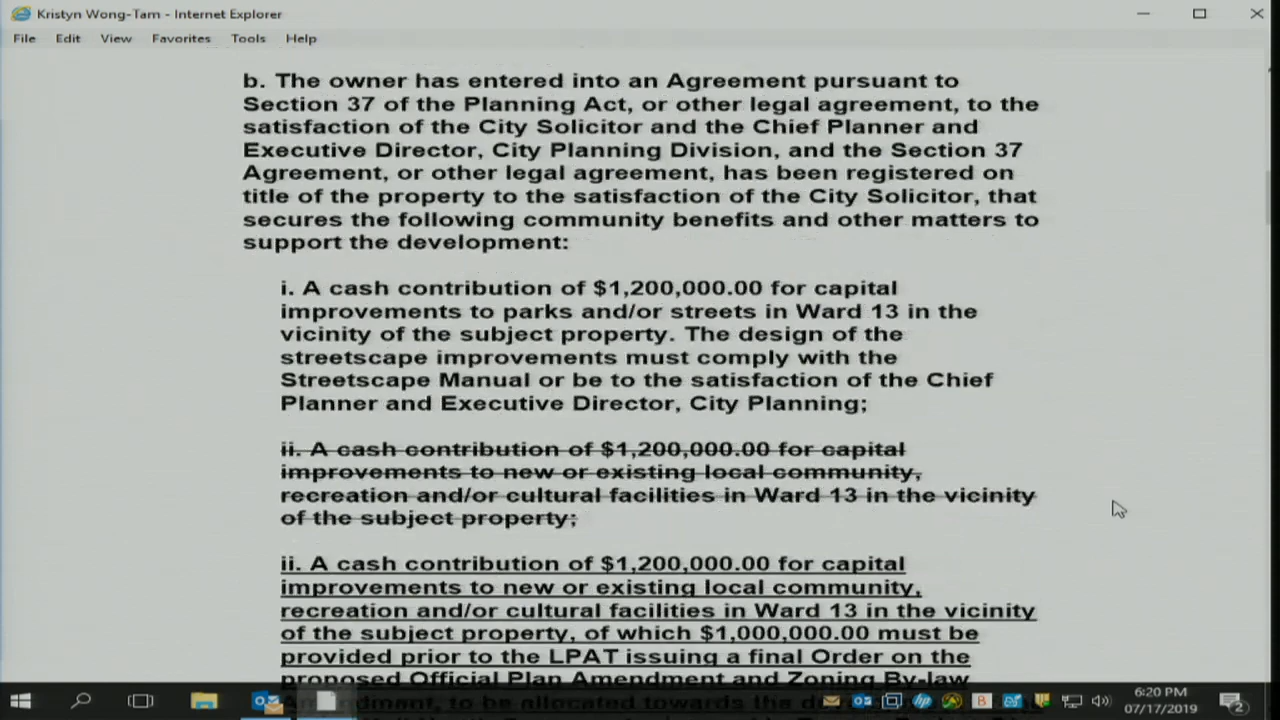 Kristyn Wong-Tam - Internet Explorer
File Edit View Favorites Tools Help
b. The owner has entered into an Agreement pursuant to
Section 37 of the Planning Act, or other legal agreement, to the
satisfaction of the City Solicitor and the Chief Planner and
Executive Director, City Planning Division, and the Section 37
Agreement, or other legal agreement, has been registered on
title of the property to the satisfaction of the City Solicitor, that
secures the following community benefits and other matters to
support the development:
i. A cash contribution of $1,200,000.00 for capital
improvements to parks and/or streets in Ward 13 in the
vicinity of the subject property. The design of the
streetscape improvements must comply with the
Streetscape Manual or be to the satisfaction of the Chief
Planner and Executive Director, City Planning;
ii. A cash contribution of $1,200,000.00 for capital
improvements to new or existing local community,
recreation and/or cultural facilities in Ward 13 in the vicinity
of the subject property;
ii. A cash contribution of $1,200,000.00 for capital
improvements to new or existing local community,
recreation and/or cultural facilities in Ward 13 in the vicinity
of the subject property, of which $1,000,000.00 must be
provided prior to the LPAT issuing a final Order on the
proposed Official Plan Amendment and Zoning By-law
to be allocated towards the
6:20 PM
07/17/2019
2